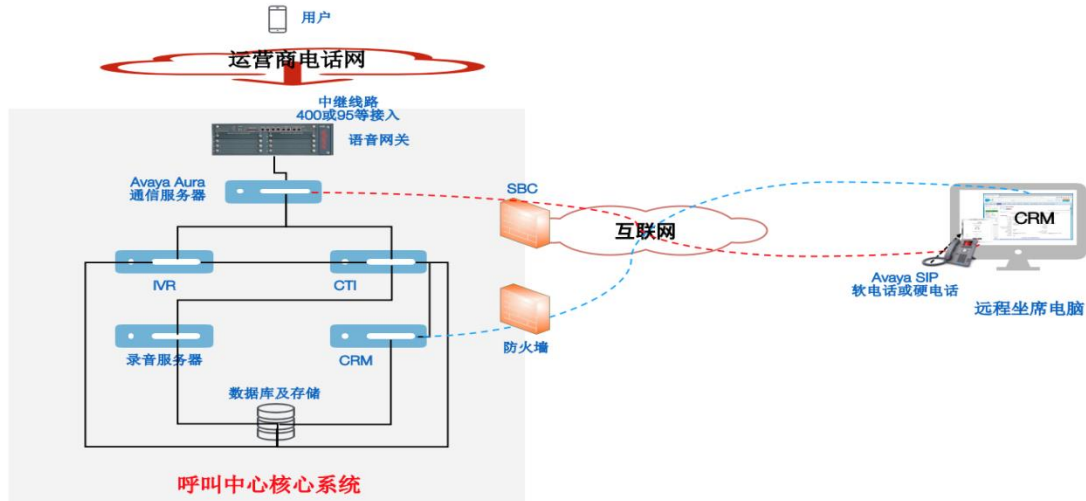 用户
运营商电话网
中继线路
400或95等接入
语音网关
Avaya Aura
通信服务器
SBC
互联网
CRM
IVR
CTI
Avaya SIP
软电话或硬电话
远程坐席电脑
录音服务器
CRM
防火墙
数据库及存储
呼叫中心核心系统